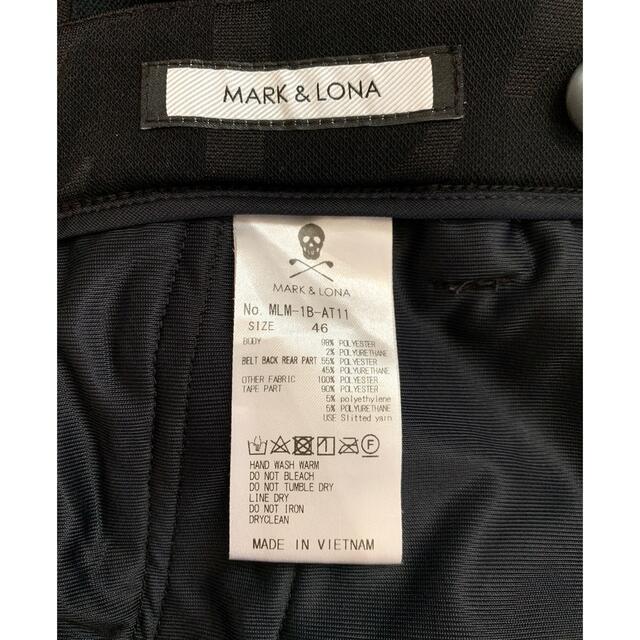 MARK & LONA
MARK & LONA
No. MLM-1B-AT11
SIZE 46
BODY 98% POLYESTER
2% POLYURETHANE
BELT BACK REAR PART 55% POLYESTER
45% POLYURETHANE
OTHER FABRIC 100% POLYESTER
TAPE PART 90% POLYESTER
5% polyethylene
5% POLYURETHANE
USE Slitted yarn
HAND WASH WARM
DO NOT BLEACH
DO NOT TUMBLE DRY
LINE DRY
DO NOT IRON
DRYCLEAN
MADE IN VIETNAM